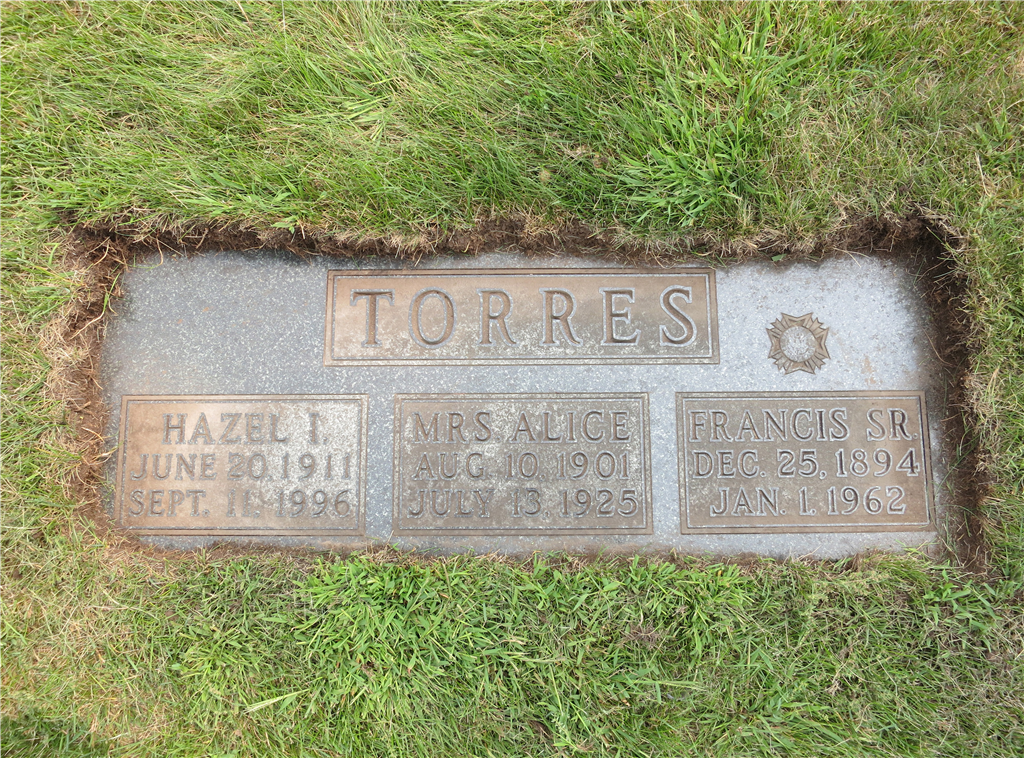 TORRES
HAZEL I.
JUNE 20, 1911
SEPT. 11, 1996
MRS. ALICE
AUG. 10, 1901
JULY 13, 1925
FRANCIS SR.
DEC. 25, 1894
JAN. 1, 1962